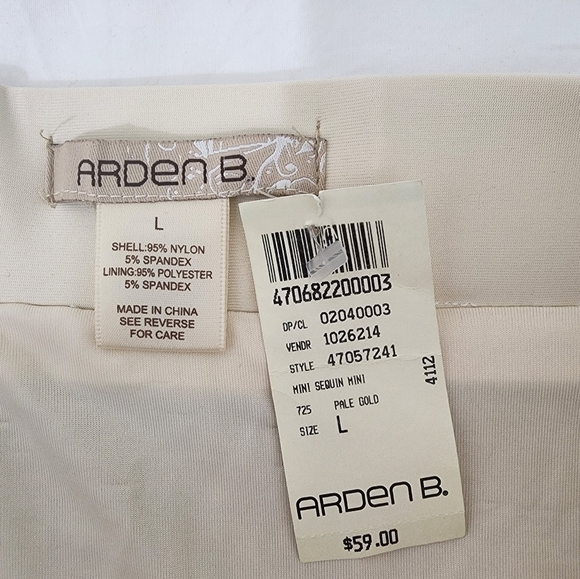 ARDEN B.
L
SHELL:95% NYLON
5% SPANDEX
LINING:95% POLYESTER
5% SPANDEX
MADE IN CHINA
SEE REVERSE
FOR CARE
470682200003
DP/CL 02040003
VENDR 1026214
STYLE 47057241
MINI SEQUIN MINI
725 PALE GOLD
SIZE L
4112
ARDEN B.
$59.00